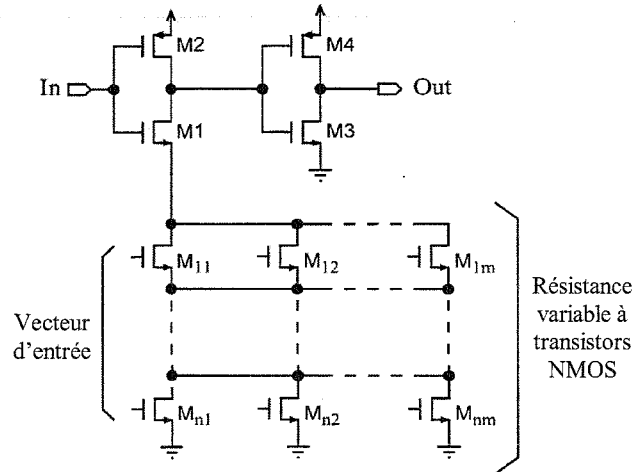 M2
M4
In
Out
M1
M3
M11
M12
M1m
Vecteur
d'entrée
Résistance
variable à
transistors
NMOS
Mn1
Mn2
Mnm